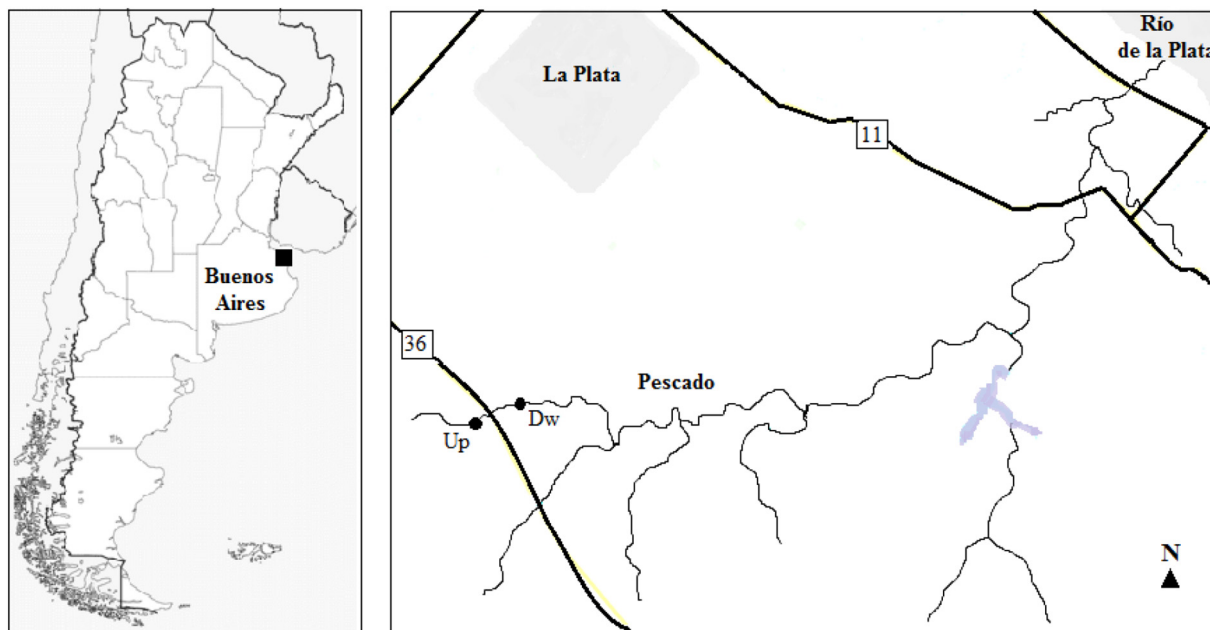 Buenos
Aires
La Plata
Río
de la Plata
11
36
Pescado
Up
Dw
N